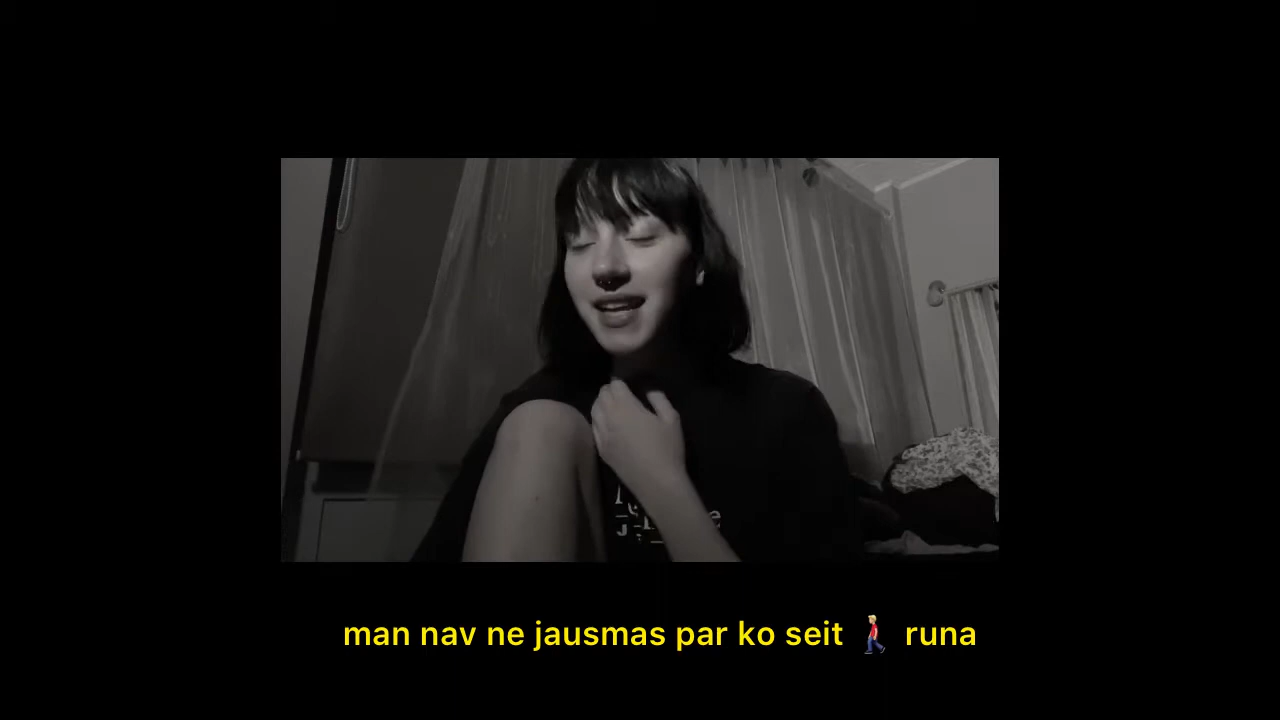 man nav ne jausmas par ko seit 🚶 runa